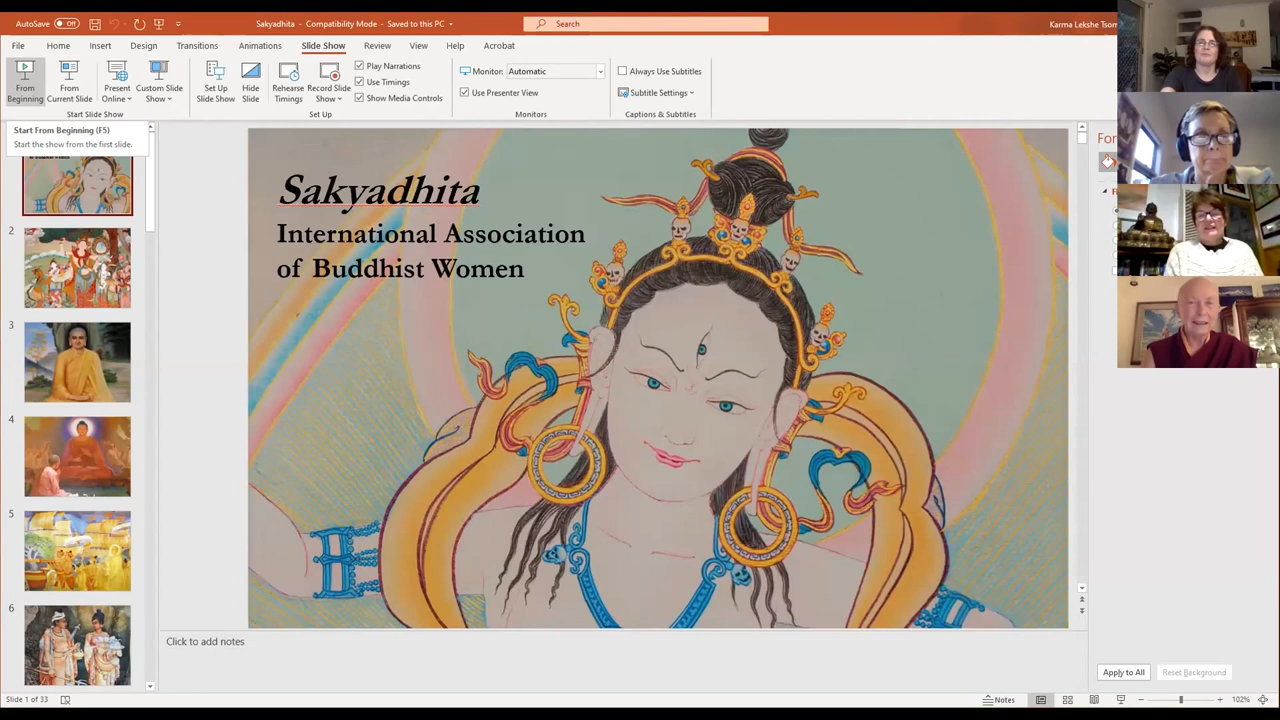 AutoSave Off
Sakyadhita - Compatibility Mode - Saved to this PC
Search
Karma Lekshe Tsom
File Home Insert Design Transitions Animations Slide Show Review View Help Acrobat
From Beginning
From Current Slide
Present Online
Custom Slide Show
Start Slide Show
Set Up Slide Show
Hide Slide
Rehearse Timings
Record Slide Show
Play Narrations
Use Timings
Show Media Controls
Set Up
Monitor: Automatic
Use Presenter View
Monitors
Always Use Subtitles
Subtitle Settings
Captions & Subtitles
Start From Beginning (F5)
Start the show from the first slide.
2
3
4
5
6
Sakyadhita
International Association
of Buddhist Women
Click to add notes
For
Apply to All
Reset Background
Slide 1 of 33
Notes
102%